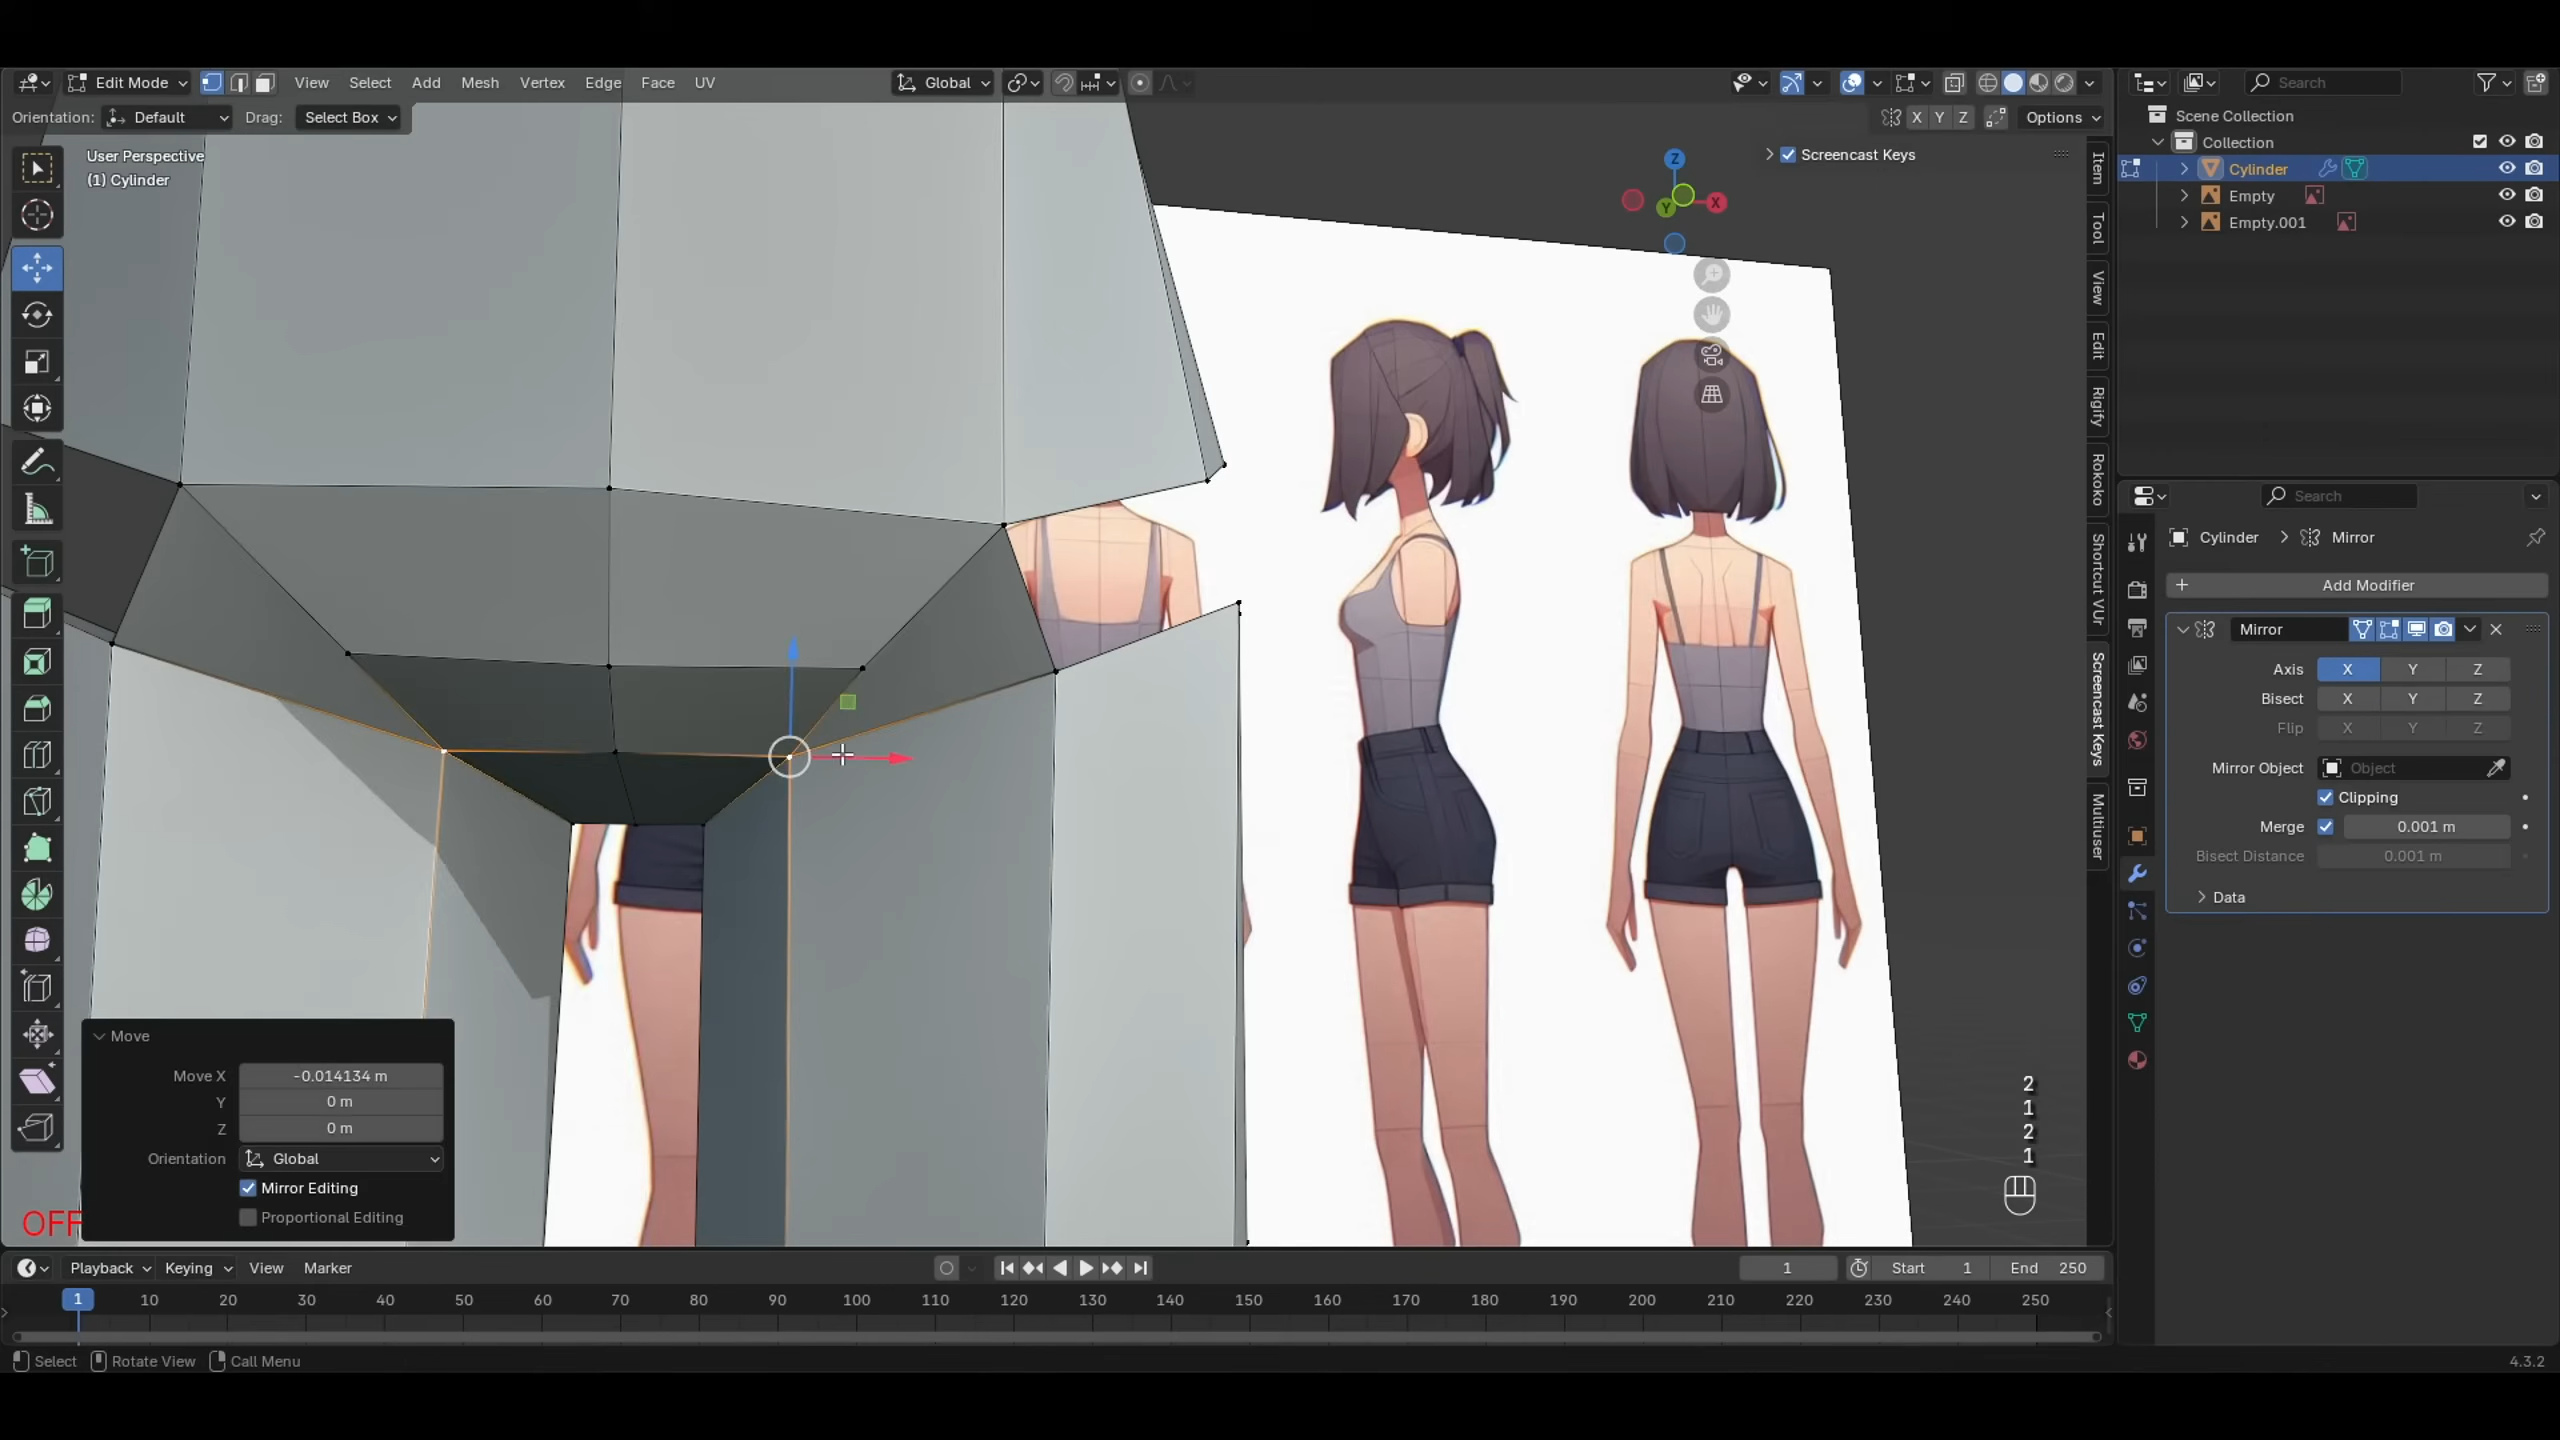 Edit Mode View Select Add Mesh Vertex Edge Face UV Global
Orientation: Default Drag: Select Box X Y Z Options
User Perspective
(1) Cylinder
Z
X
Y
Screencast Keys
Item
Tool
View
Edit
Rigify
Rokoko
Shortcut VUr
Screencast Keys
Multiuser
Search
Scene Collection
Collection
Cylinder
Empty
Empty.001
Search
Cylinder > Mirror
+ Add Modifier
Mirror
Axis X Y Z
Bisect X Y Z
Flip X Y Z
Mirror Object Object
Clipping
Merge 0.001 m
Bisect Distance 0.001 m
Data
Move
Move X -0.014134 m
Y 0 m
Z 0 m
Orientation Global
Mirror Editing
Proportional Editing
OFF
2
1
2
1
Playback Keying View Marker 1 Start 1 End 250
1 10 20 30 40 50 60 70 80 90 100 110 120 130 140 150 160 170 180 190 200 210 220 230 240 250
Select Rotate View Call Menu 4.3.2